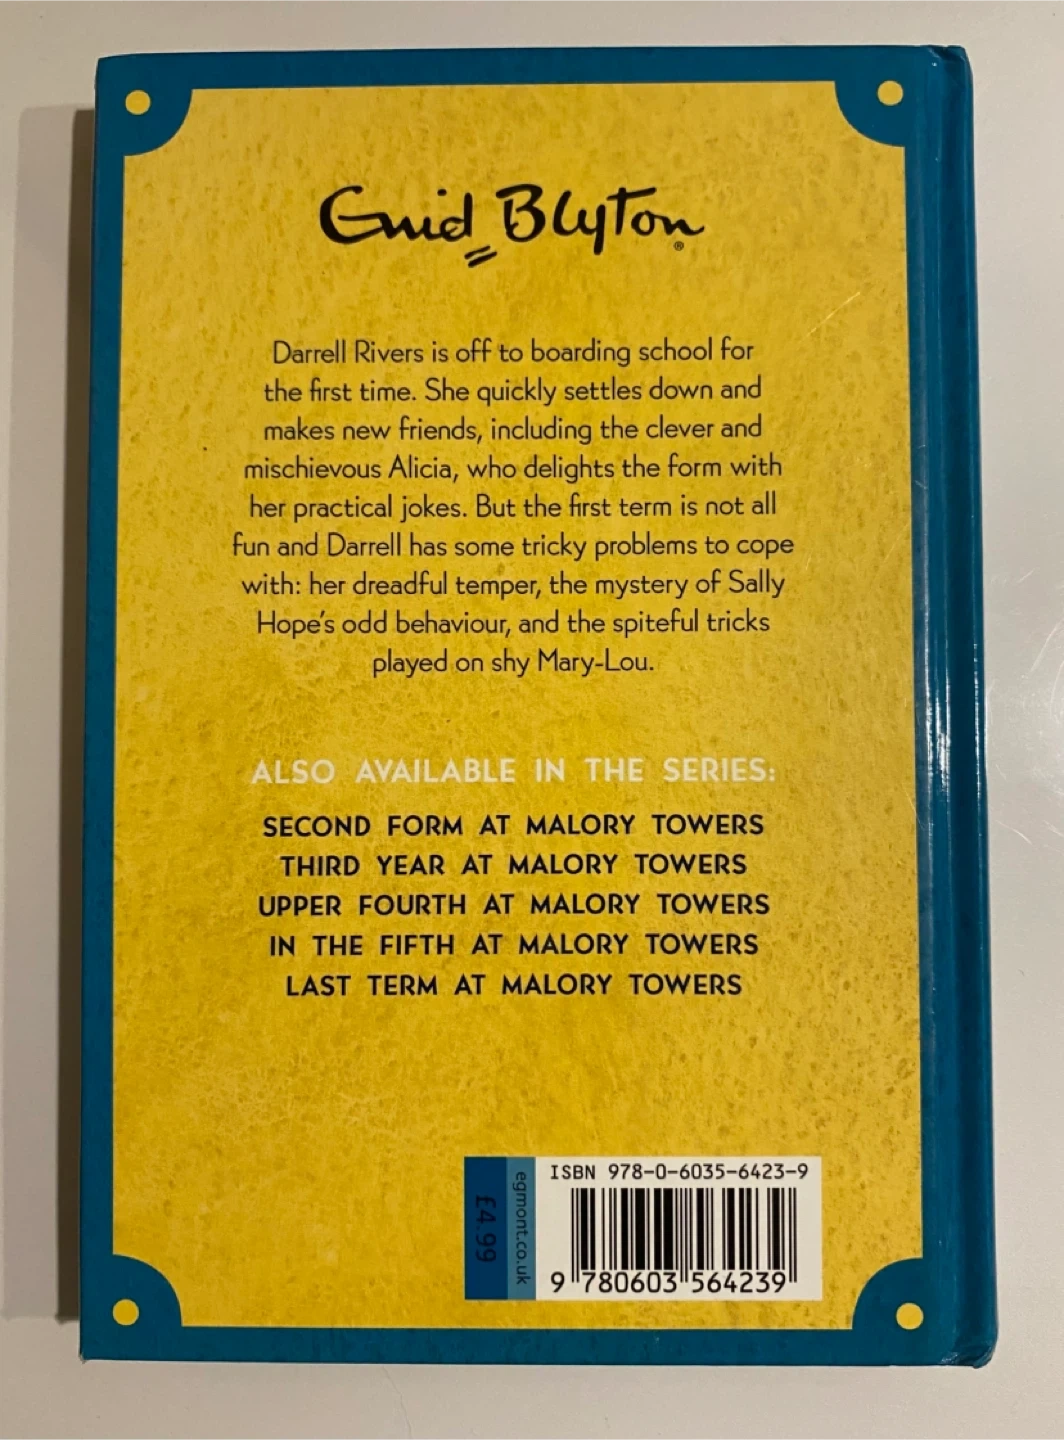 Enid Blyton®
Darrell Rivers is off to boarding school for
the first time. She quickly settles down and
makes new friends, including the clever and
mischievous Alicia, who delights the form with
her practical jokes. But the first term is not all
fun and Darrell has some tricky problems to cope
with: her dreadful temper, the mystery of Sally
Hope's odd behaviour, and the spiteful tricks
played on shy Mary-Lou.
ALSO AVAILABLE IN THE SERIES:
SECOND FORM AT MALORY TOWERS
THIRD YEAR AT MALORY TOWERS
UPPER FOURTH AT MALORY TOWERS
IN THE FIFTH AT MALORY TOWERS
LAST TERM AT MALORY TOWERS
£4.99
egmont.co.uk
ISBN 978-0-6035-6423-9
9 780603 564239